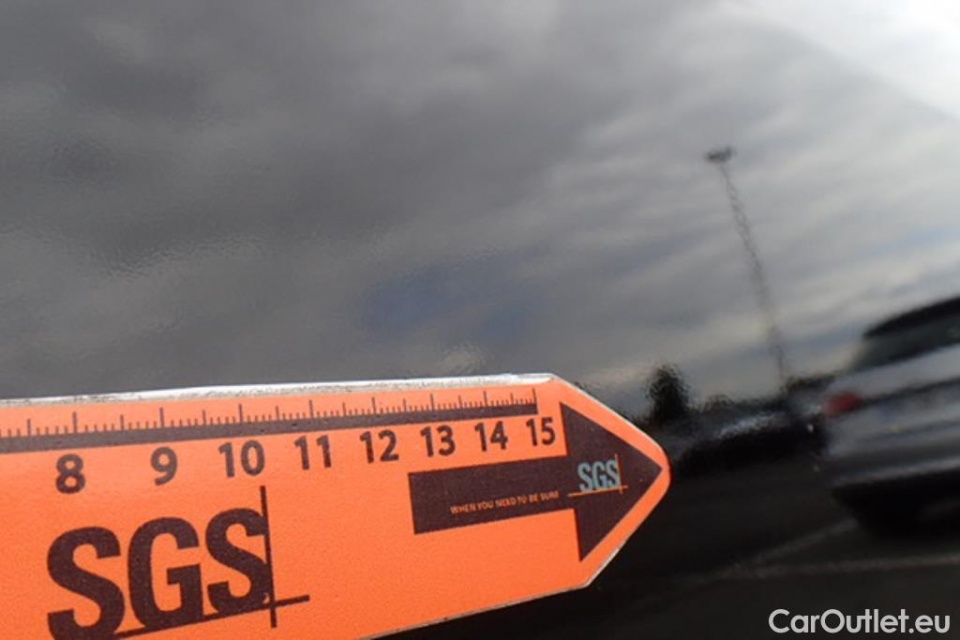 8 9 10 11 12 13 14 15
SGS
WHEN YOU NEED TO BE SURE
SGS
CarOutlet.eu